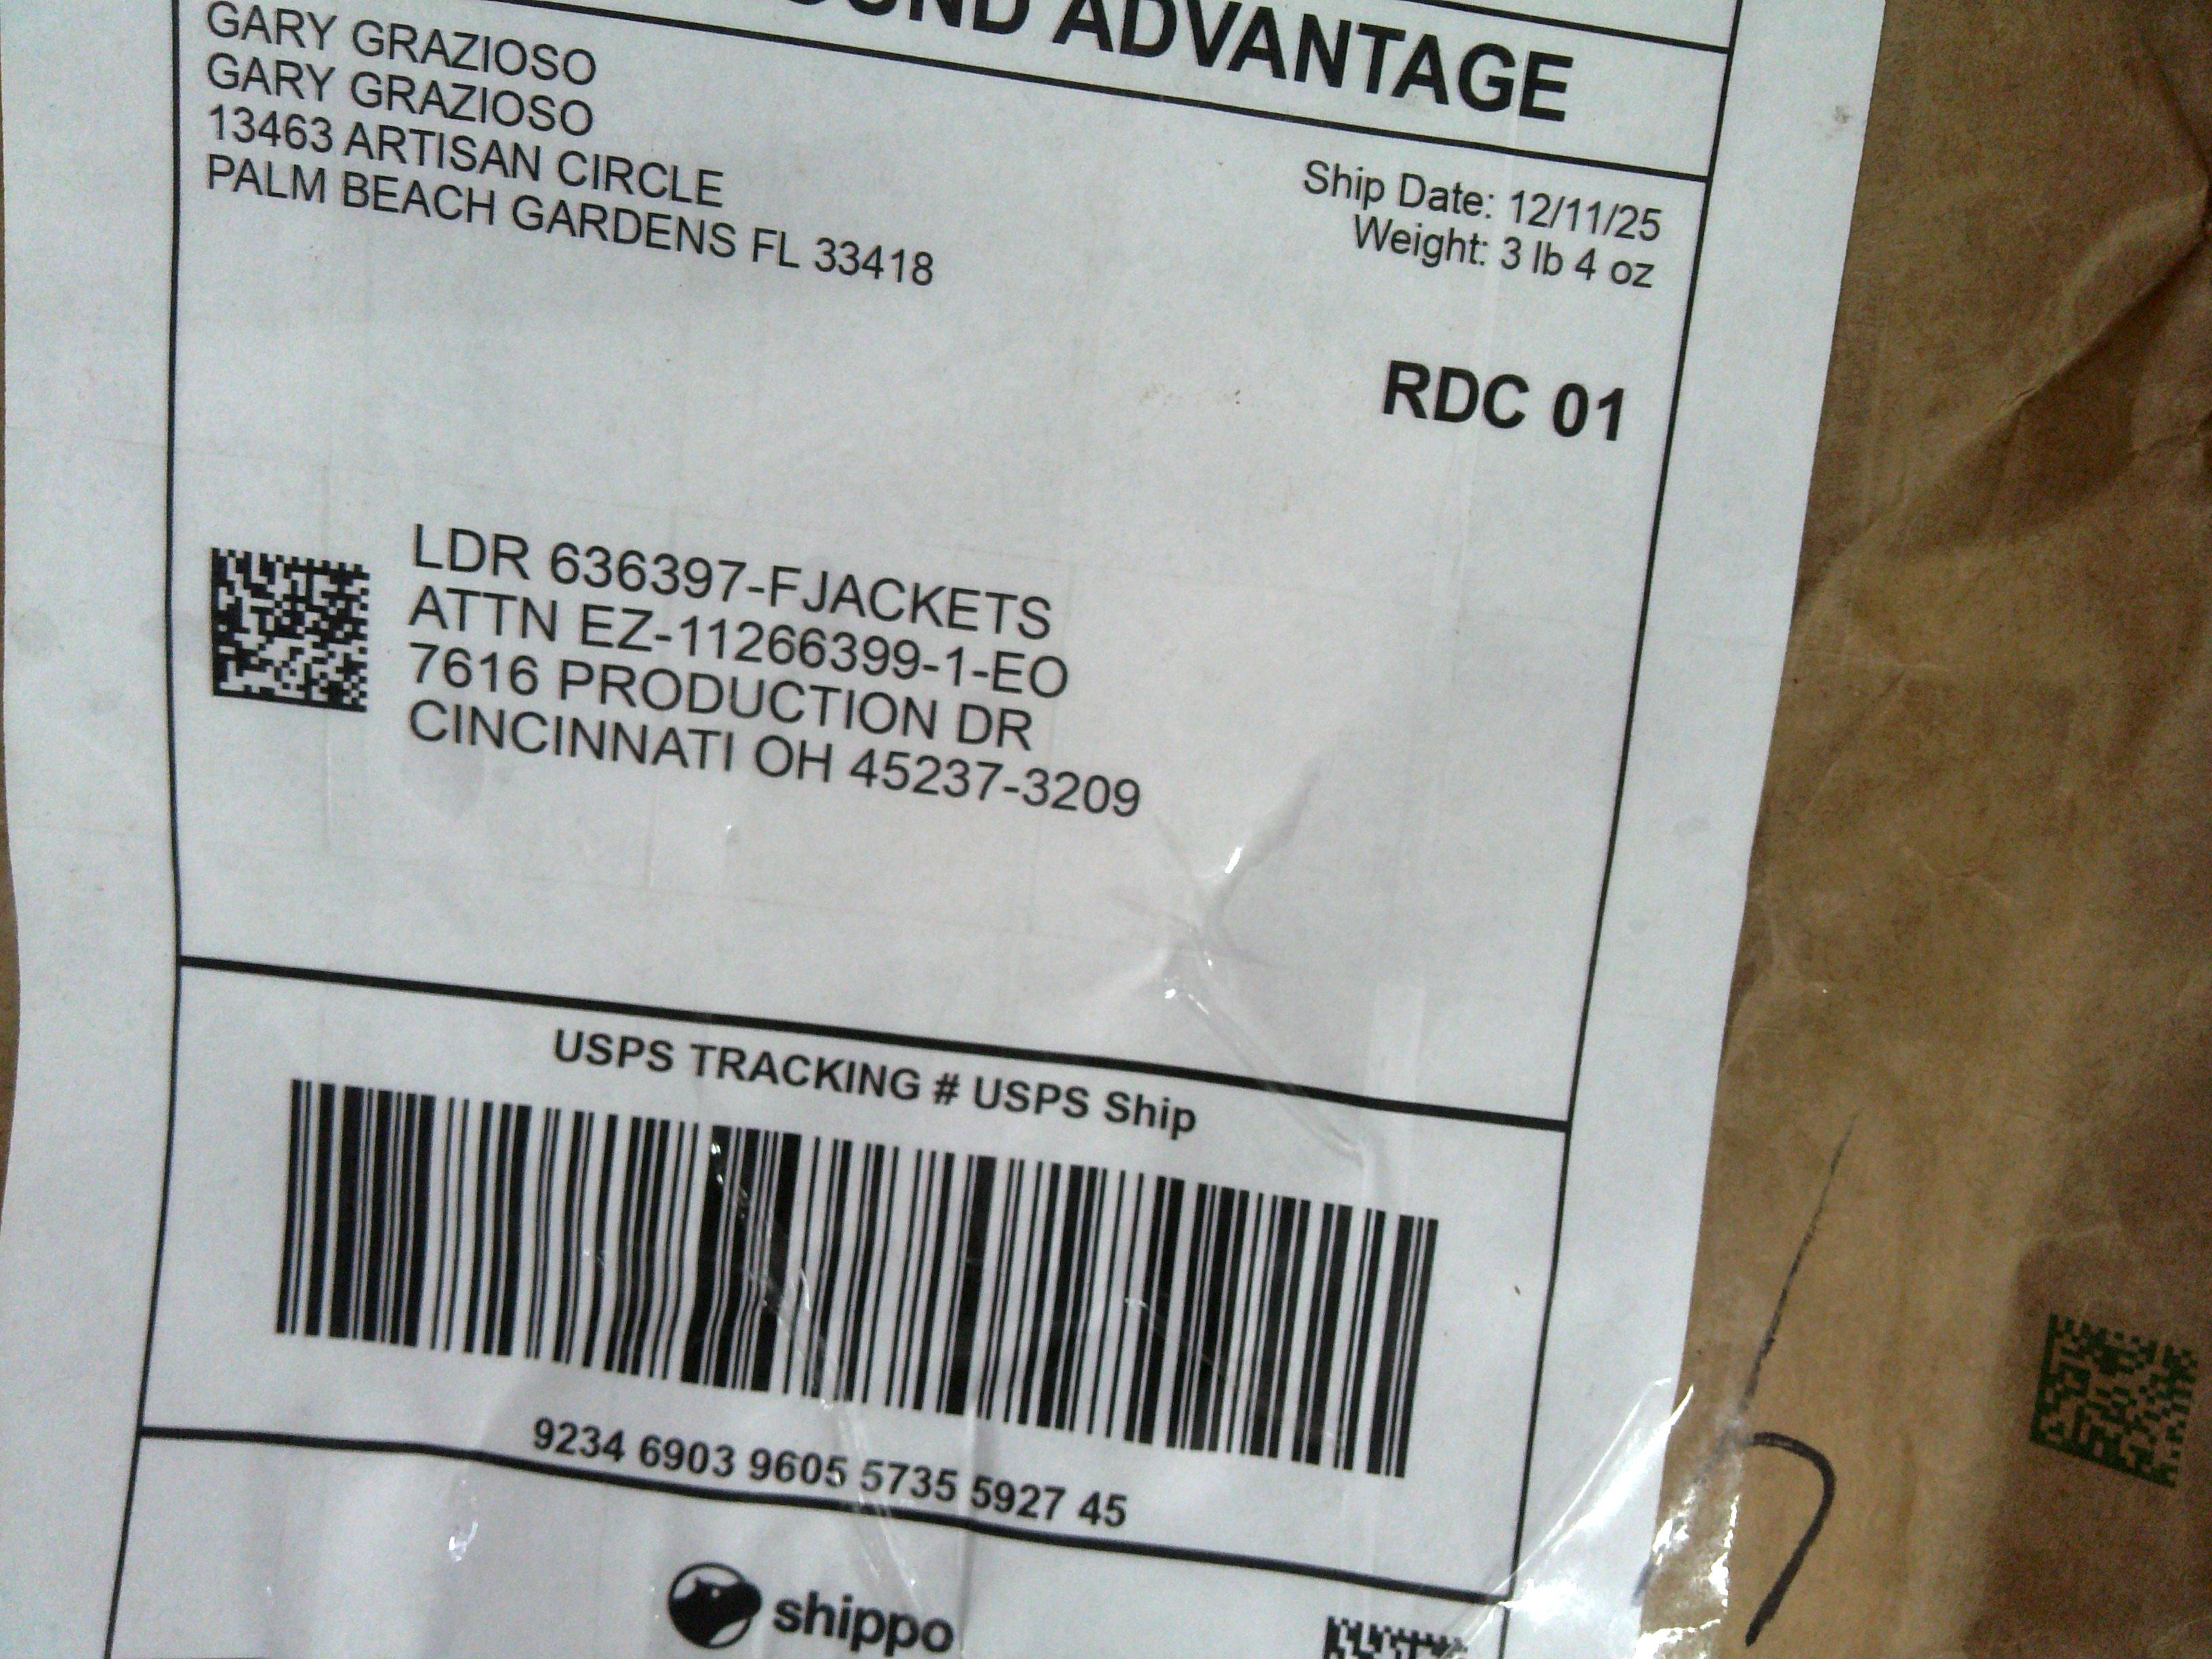 ADVANTAGE
GARY GRAZIOSO
GARY GRAZIOSO
13463 ARTISAN CIRCLE
PALM BEACH GARDENS FL 33418
Ship Date: 12/11/25
Weight: 3 lb 4 oz
RDC 01
LDR 636397-FJACKETS
ATTN EZ-11266399-1-EO
7616 PRODUCTION DR
CINCINNATI OH 45237-3209
USPS TRACKING # USPS Ship
9234 6903 9605 5735 5927 45
shippo